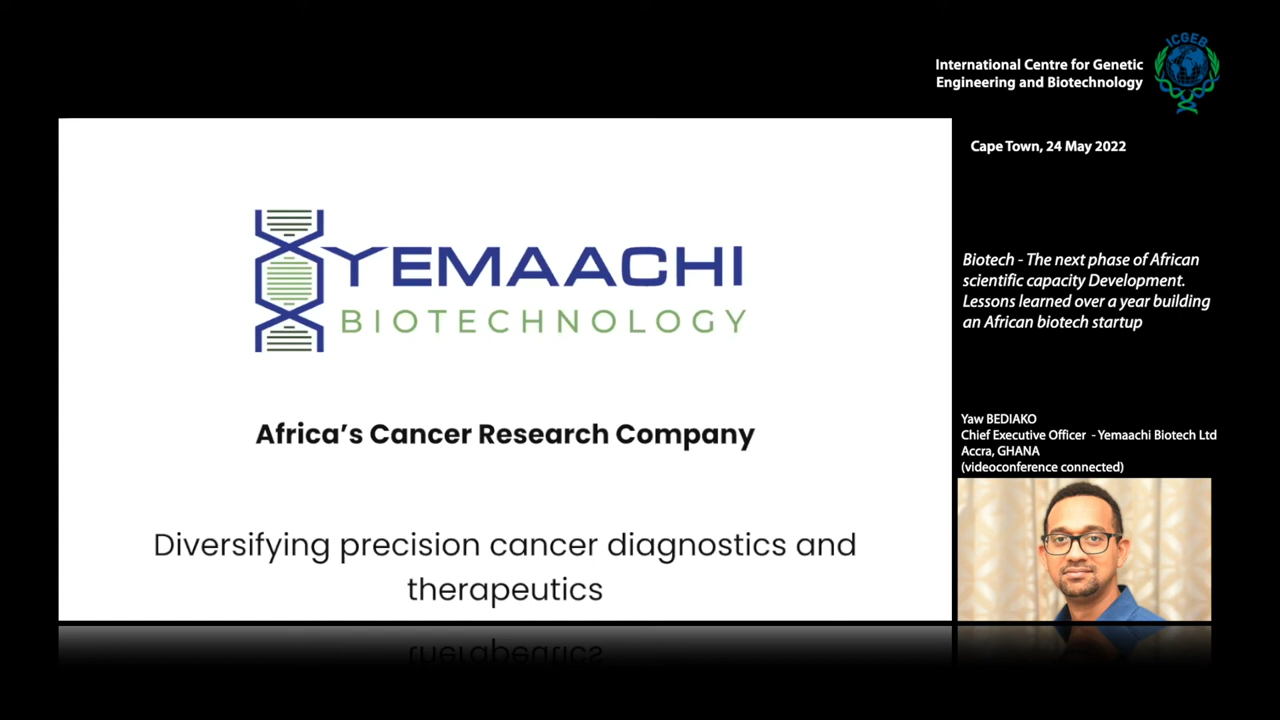 International Centre for Genetic
Engineering and Biotechnology
ICGEB
Cape Town, 24 May 2022
YEMAACHI
BIOTECHNOLOGY
Africa's Cancer Research Company
Diversifying precision cancer diagnostics and
therapeutics
Biotech - The next phase of African
scientific capacity Development.
Lessons learned over a year building
an African biotech startup
Yaw BEDIAKO
Chief Executive Officer - Yemaachi Biotech Ltd
Accra, GHANA
(videoconference connected)